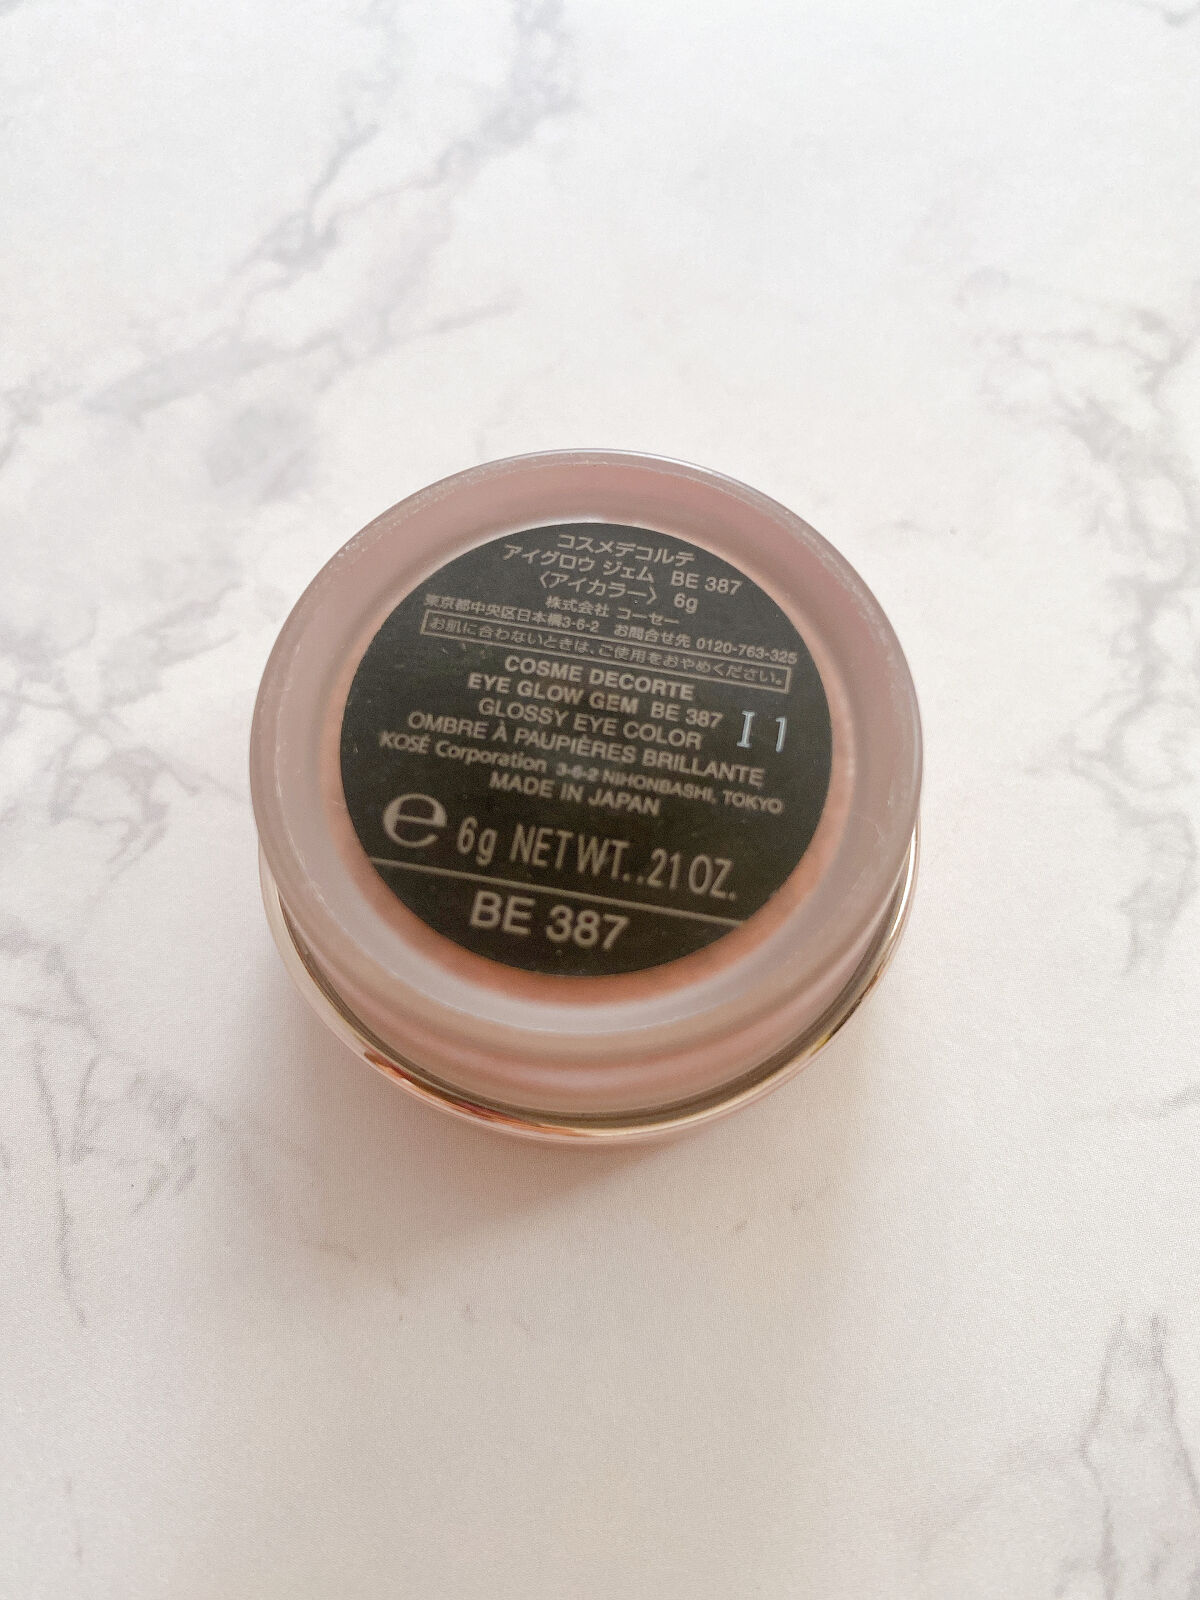 コスメデコルテ
アイグロウ ジェム BE 387
〈アイカラー〉 6g
株式会社 コーセー
東京都中央区日本橋3-6-2 お問合せ先 0120-763-325
お肌に合わないときは、ご使用をおやめください。
COSME DECORTE
EYE GLOW GEM BE 387
GLOSSY EYE COLOR
I1
OMBRE À PAUPIÈRES BRILLANTE
KOSÉ Corporation 3-6-2 NIHONBASHI, TOKYO
MADE IN JAPAN
e 6g NET WT. .21 OZ.
BE 387